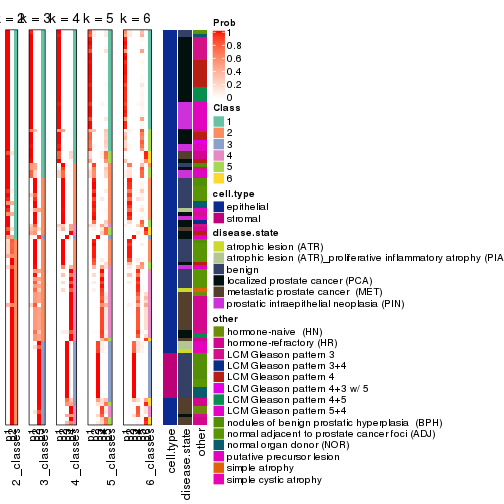 k = 2 k = 3 k = 4 k = 5 k = 6
Prob
1
0.8
0.6
0.4
0.2
0
Class
1
2
3
4
5
6
cell.type
epithelial
stromal
disease.state
atrophic lesion (ATR)
atrophic lesion (ATR)_proliferative inflammatory atrophy (PIA
benign
localized prostate cancer (PCA)
metastatic prostate cancer (MET)
prostatic intraepithelial neoplasia (PIN)
other
hormone-naive (HN)
hormone-refractory (HR)
LCM Gleason pattern 3
LCM Gleason pattern 3+4
LCM Gleason pattern 4
LCM Gleason pattern 4+3 w/ 5
LCM Gleason pattern 4+5
LCM Gleason pattern 5+4
nodules of benign prostatic hyperplasia (BPH)
normal adjacent to prostate cancer foci (ADJ)
normal organ donor (NOR)
putative precursor lesion
simple atrophy
simple cystic atrophy
2_classes
3_classes
4_classes
5_classes
6_classes
cell.type
disease.state
other